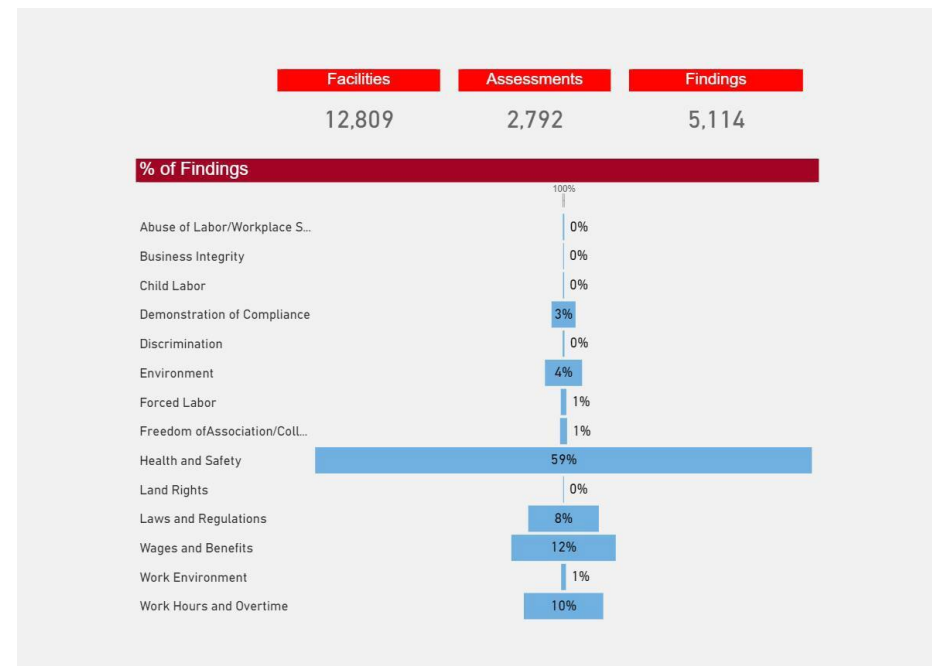 Facilities Assessments Findings
12,809 2,792 5,114
% of Findings
100%
Abuse of Labor/Workplace S... 0%
Business Integrity 0%
Child Labor 0%
Demonstration of Compliance 3%
Discrimination 0%
Environment 4%
Forced Labor 1%
Freedom ofAssociation/Coll... 1%
Health and Safety 59%
Land Rights 0%
Laws and Regulations 8%
Wages and Benefits 12%
Work Environment 1%
Work Hours and Overtime 10%